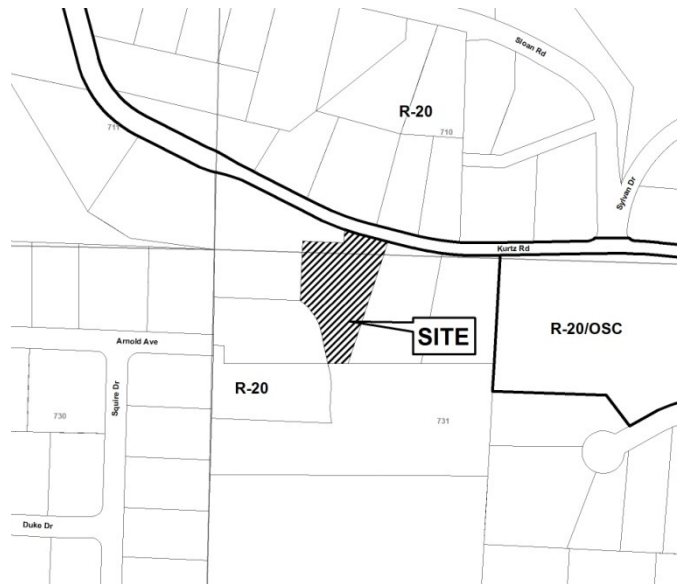 Sloan Rd
R-20
711
710
Sylvan Dr
Kurtz Rd
R-20/OSC
SITE
Arnold Ave
Squire Dr
R-20
730
731
Duke Dr